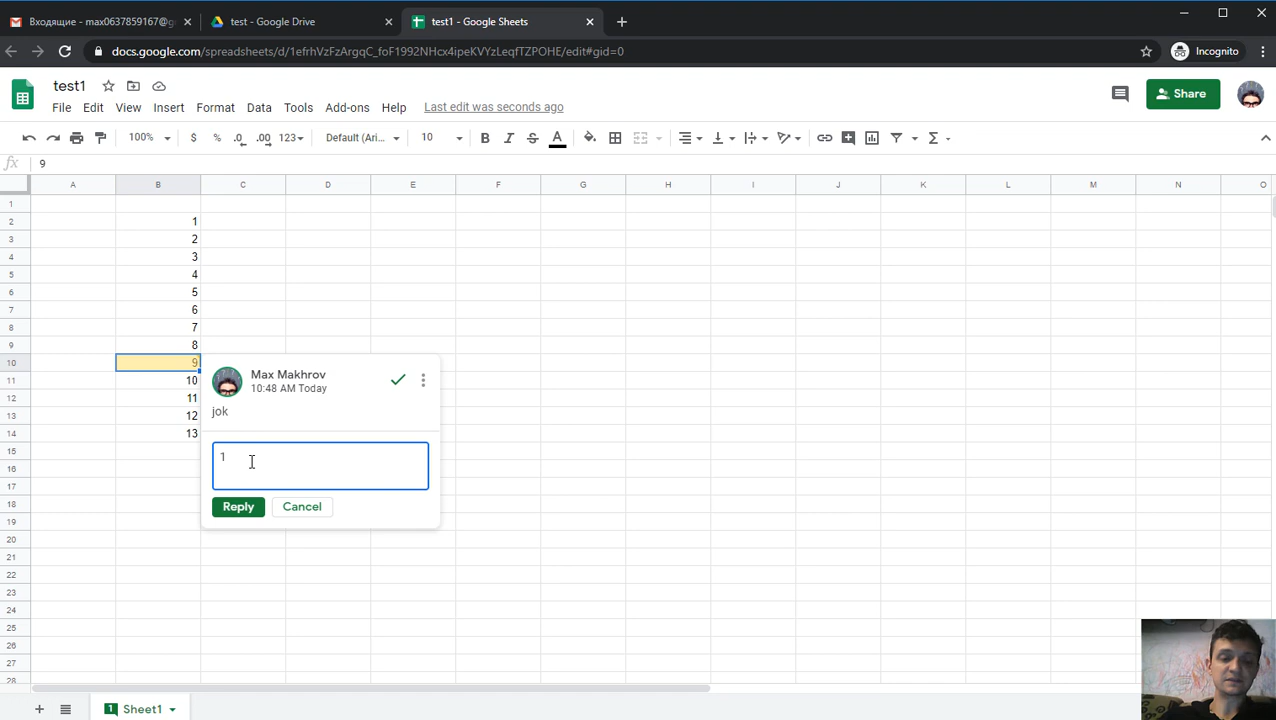 Входящие - max0637859167@g
test - Google Drive
test1 - Google Sheets
docs.google.com/spreadsheets/d/1efrhVzFzArgqC_foF1992NHcx4ipeKVYzLeqfTZPOHE/edit#gid=0
Incognito
test1
File Edit View Insert Format Data Tools Add-ons Help Last edit was seconds ago
Share
100% $ % .0 .00 123 Default (Ari... 10 B I S A
fx 9
A B C D E F G H I J K L M N O
1
2 1
3 2
4 3
5 4
6 5
7 6
8 7
9 8
10 9
11 10
12 11
13 12
14 13
15
16
17
18
19
20
21
22
23
24
25
26
27
28
Max Makhrov
10:48 AM Today
jok
1
Reply Cancel
1 Sheet1